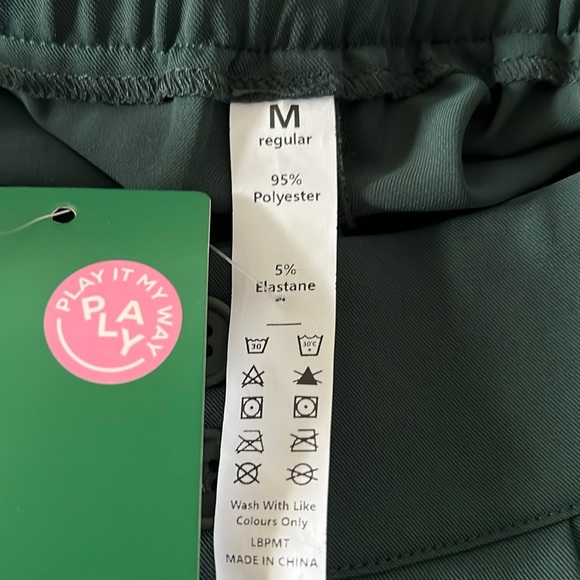 M
regular
95%
Polyester
5%
Elastane
30
30°C
PLAY IT MY WAY
PLAY
Wash With Like
Colours Only
LBPMT
MADE IN CHINA